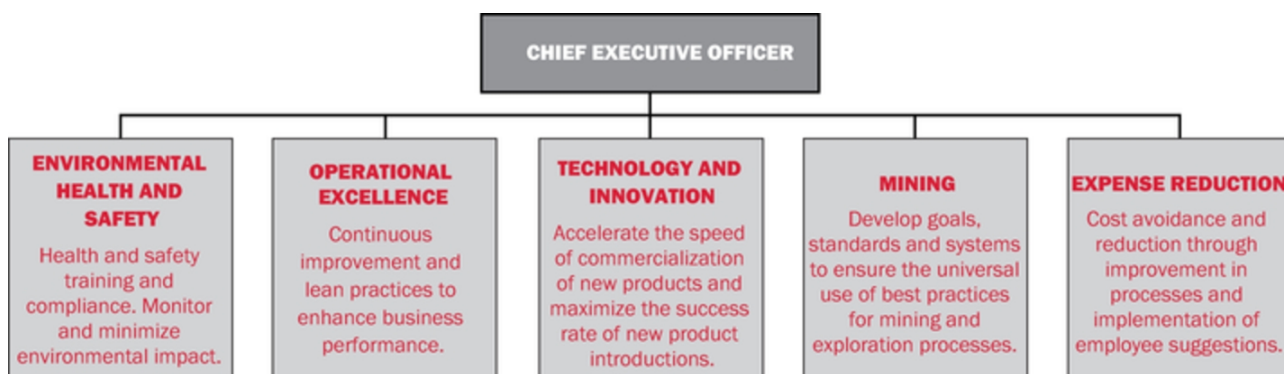 CHIEF EXECUTIVE OFFICER
ENVIRONMENTAL
HEALTH AND
SAFETY
Health and safety
training and
compliance. Monitor
and minimize
environmental impact.
OPERATIONAL
EXCELLENCE
Continuous
improvement and
lean practices to
enhance business
performance.
TECHNOLOGY AND
INNOVATION
Accelerate the speed
of commercialization
of new products and
maximize the success
rate of new product
introductions.
MINING
Develop goals,
standards and systems
to ensure the universal
use of best practices
for mining and
exploration processes.
EXPENSE REDUCTION
Cost avoidance and
reduction through
improvement in
processes and
implementation of
employee suggestions.